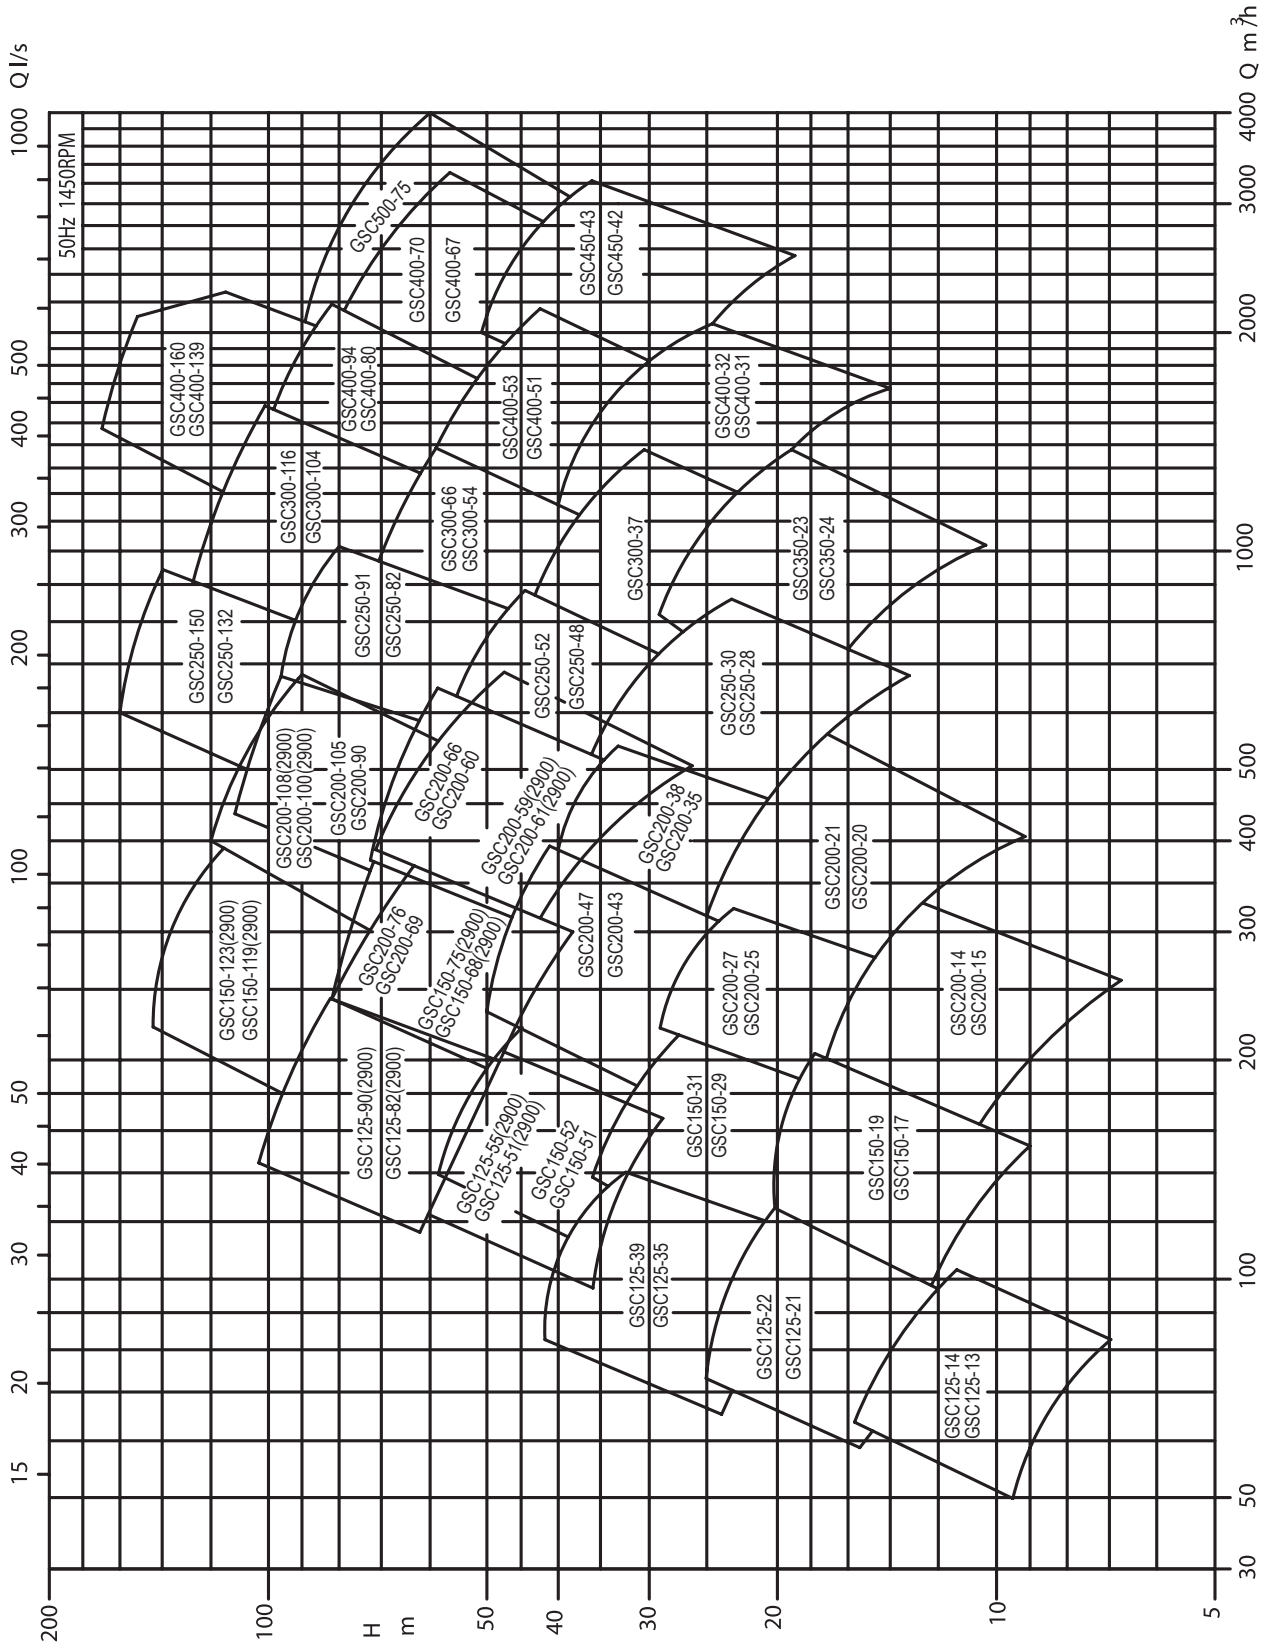 Q l/s
1000
500
400
300
200
100
50
40
30
20
15
50Hz 1450RPM
GSC500-75
GSC400-70
GSC400-67
GSC450-43
GSC450-42
GSC400-160
GSC400-139
GSC400-94
GSC400-80
GSC400-53
GSC400-51
GSC400-32
GSC400-31
GSC300-116
GSC300-104
GSC300-66
GSC300-54
GSC300-37
GSC350-23
GSC350-24
GSC250-150
GSC250-132
GSC250-91
GSC250-82
GSC250-52
GSC250-48
GSC250-30
GSC250-28
GSC200-108(2900)
GSC200-100(2900)
GSC200-105
GSC200-90
GSC200-66
GSC200-60
GSC200-59(2900)
GSC200-61(2900)
GSC200-38
GSC200-35
GSC200-21
GSC200-20
GSC150-123(2900)
GSC150-119(2900)
GSC200-76
GSC200-69
GSC150-75(2900)
GSC150-68(2900)
GSC200-47
GSC200-43
GSC200-27
GSC200-25
GSC200-14
GSC200-15
GSC125-90(2900)
GSC125-82(2900)
GSC125-55(2900)
GSC125-51(2900)
GSC150-52
GSC150-51
GSC150-31
GSC150-29
GSC150-19
GSC150-17
GSC125-39
GSC125-35
GSC125-22
GSC125-21
GSC125-14
GSC125-13
200
100
H
m
50
40
30
20
10
5
Q m³/h
4000
3000
2000
1000
500
400
300
200
100
50
30